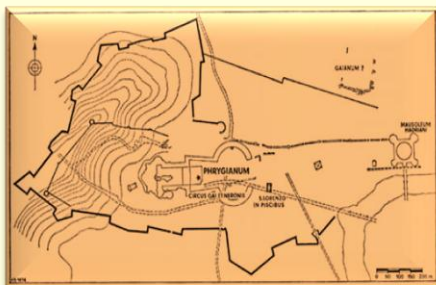 N
GAIANUM ?
MAUSOLEUM
HADRIANI
PHRYGIANUM
CIRCUS GAI ET NERONIS
S.LORENZO
IN PISCIBUS